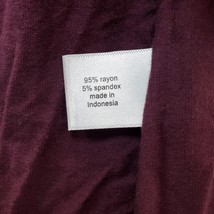 95% rayon
5% spandex
made in
Indonesia